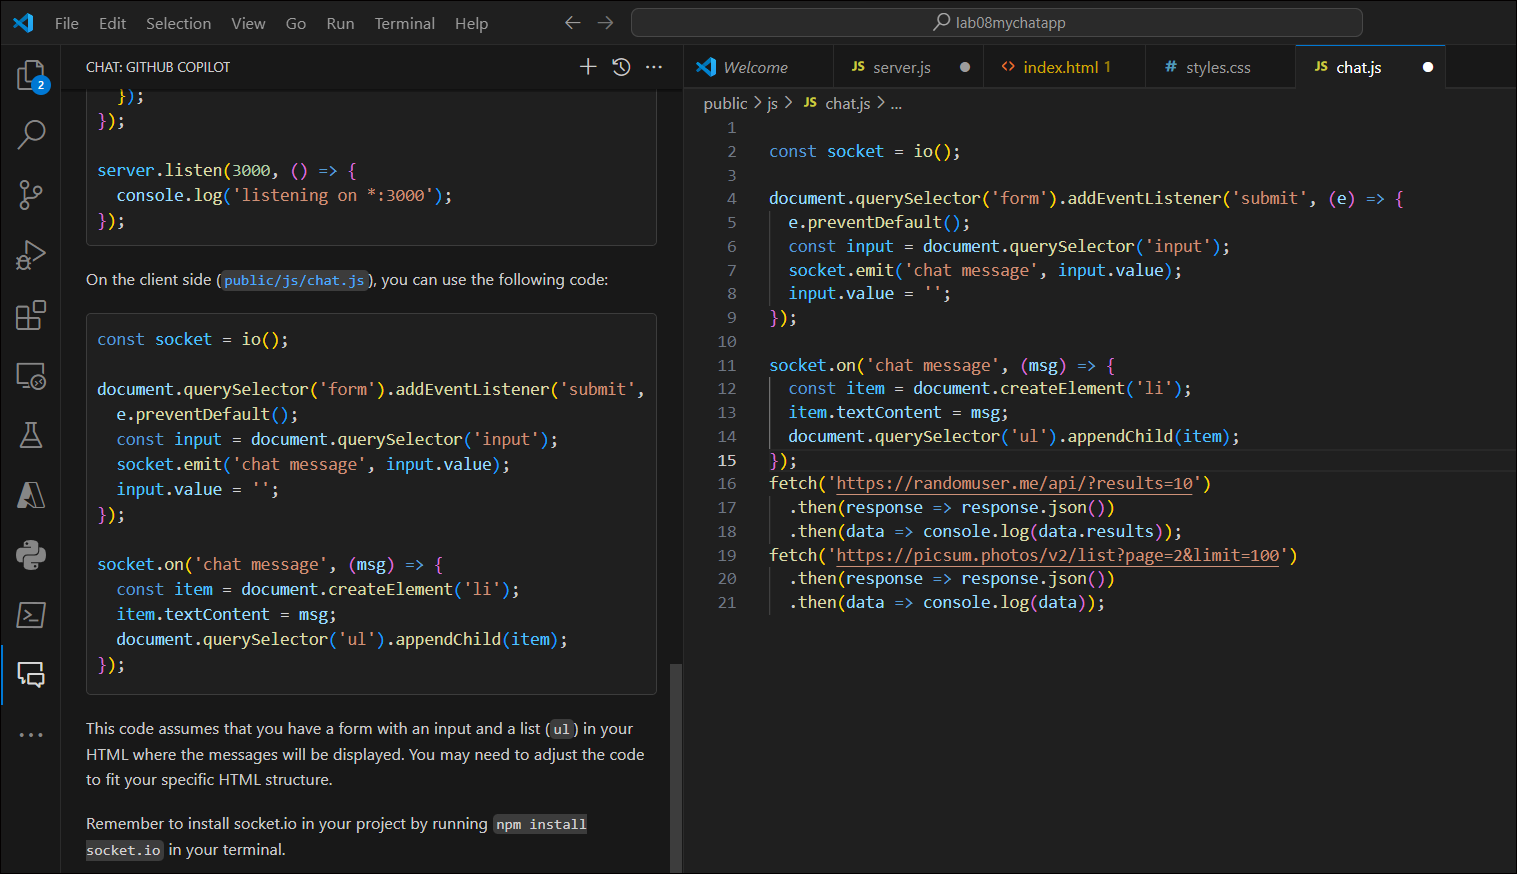 File Edit Selection View Go Run Terminal Help
lab08mychatapp
2
CHAT: GITHUB COPILOT
});
});
server.listen(3000, () => {
  console.log('listening on *:3000');
});
On the client side (public/js/chat.js), you can use the following code:
const socket = io();
document.querySelector('form').addEventListener('submit',
  e.preventDefault();
  const input = document.querySelector('input');
  socket.emit('chat message', input.value);
  input.value = '';
});
socket.on('chat message', (msg) => {
  const item = document.createElement('li');
  item.textContent = msg;
  document.querySelector('ul').appendChild(item);
});
This code assumes that you have a form with an input and a list (ul) in your
HTML where the messages will be displayed. You may need to adjust the code
to fit your specific HTML structure.
Remember to install socket.io in your project by running npm install
socket.io in your terminal.
Welcome JS server.js <> index.html 1 # styles.css JS chat.js
public > js > JS chat.js > ...
1
2 const socket = io();
3
4 document.querySelector('form').addEventListener('submit', (e) => {
5   e.preventDefault();
6   const input = document.querySelector('input');
7   socket.emit('chat message', input.value);
8   input.value = '';
9 });
10
11 socket.on('chat message', (msg) => {
12   const item = document.createElement('li');
13   item.textContent = msg;
14   document.querySelector('ul').appendChild(item);
15 });
16 fetch('https://randomuser.me/api/?results=10')
17   .then(response => response.json())
18   .then(data => console.log(data.results));
19 fetch('https://picsum.photos/v2/list?page=2&limit=100')
20   .then(response => response.json())
21   .then(data => console.log(data));